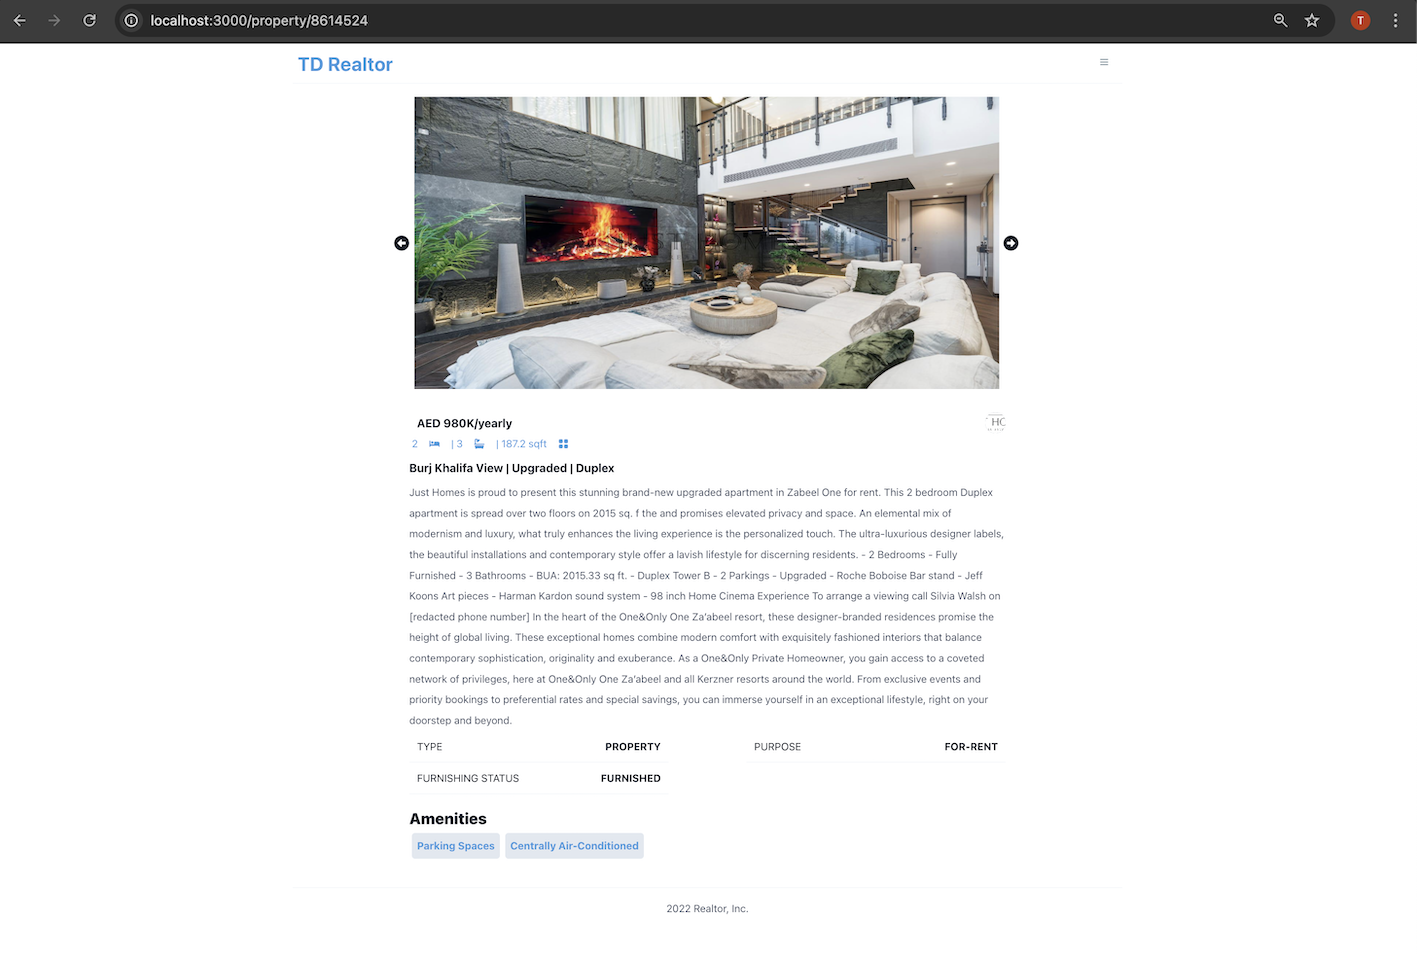 localhost:3000/property/8614524
T
TD Realtor
AED 980K/yearly
HC
2 | 3 | 187.2 sqft
Burj Khalifa View | Upgraded | Duplex
Just Homes is proud to present this stunning brand-new upgraded apartment in Zabeel One for rent. This 2 bedroom Duplex
apartment is spread over two floors on 2015 sq. f the and promises elevated privacy and space. An elemental mix of
modernism and luxury, what truly enhances the living experience is the personalized touch. The ultra-luxurious designer labels,
the beautiful installations and contemporary style offer a lavish lifestyle for discerning residents. - 2 Bedrooms - Fully
Furnished - 3 Bathrooms - BUA: 2015.33 sq ft. - Duplex Tower B - 2 Parkings - Upgraded - Roche Boboise Bar stand - Jeff
Koons Art pieces - Harman Kardon sound system - 98 inch Home Cinema Experience To arrange a viewing call Silvia Walsh on
[redacted phone number] In the heart of the One&Only One Za'abeel resort, these designer-branded residences promise the
height of global living. These exceptional homes combine modern comfort with exquisitely fashioned interiors that balance
contemporary sophistication, originality and exuberance. As a One&Only Private Homeowner, you gain access to a coveted
network of privileges, here at One&Only One Za'abeel and all Kerzner resorts around the world. From exclusive events and
priority bookings to preferential rates and special savings, you can immerse yourself in an exceptional lifestyle, right on your
doorstep and beyond.
TYPE PROPERTY PURPOSE FOR-RENT
FURNISHING STATUS FURNISHED
Amenities
Parking Spaces Centrally Air-Conditioned
2022 Realtor, Inc.